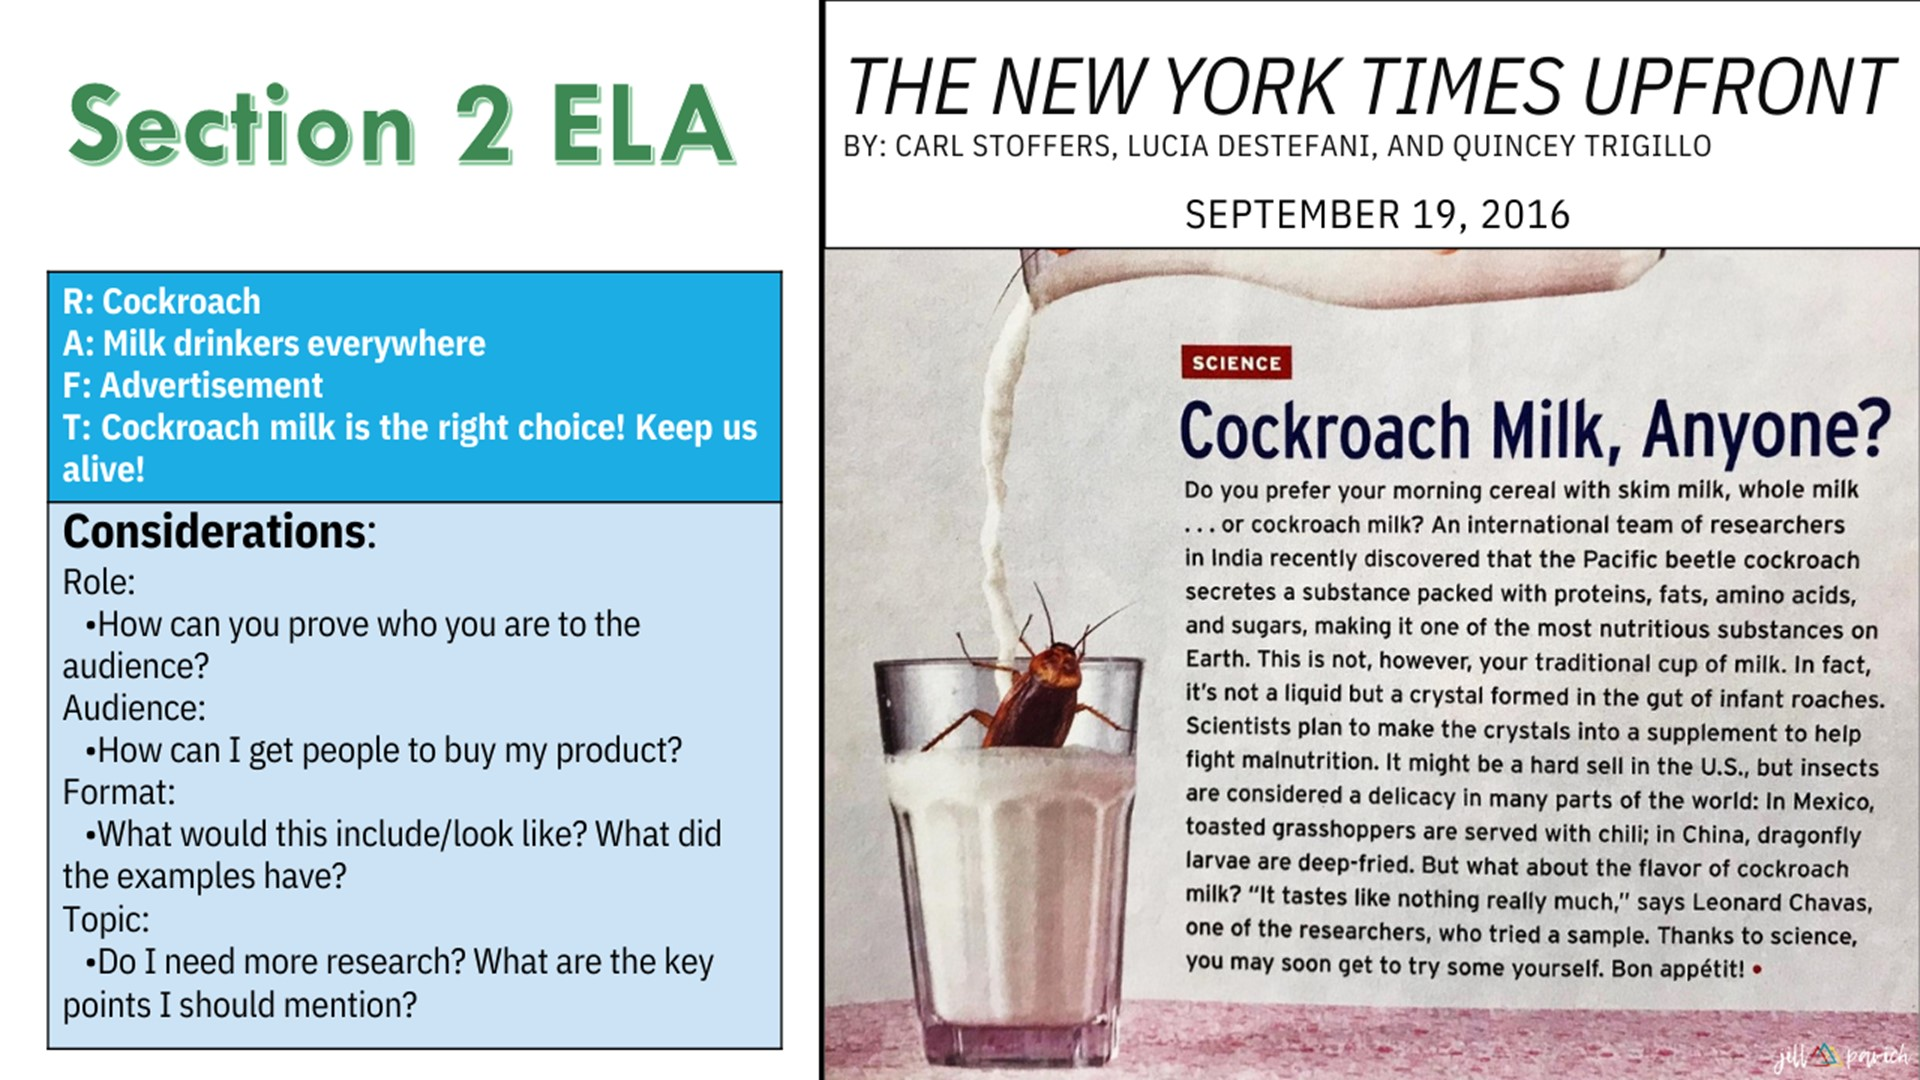 Section 2 ELA
R: Cockroach
A: Milk drinkers everywhere
F: Advertisement
T: Cockroach milk is the right choice! Keep us
alive!
Considerations:
Role:
•How can you prove who you are to the
audience?
Audience:
•How can I get people to buy my product?
Format:
•What would this include/look like? What did
the examples have?
Topic:
•Do I need more research? What are the key
points I should mention?
THE NEW YORK TIMES UPFRONT
BY: CARL STOFFERS, LUCIA DESTEFANI, AND QUINCEY TRIGILLO
SEPTEMBER 19, 2016
SCIENCE
Cockroach Milk, Anyone?
Do you prefer your morning cereal with skim milk, whole milk
. . . or cockroach milk? An international team of researchers
in India recently discovered that the Pacific beetle cockroach
secretes a substance packed with proteins, fats, amino acids,
and sugars, making it one of the most nutritious substances on
Earth. This is not, however, your traditional cup of milk. In fact,
it's not a liquid but a crystal formed in the gut of infant roaches.
Scientists plan to make the crystals into a supplement to help
fight malnutrition. It might be a hard sell in the U.S., but insects
are considered a delicacy in many parts of the world: In Mexico,
toasted grasshoppers are served with chili; in China, dragonfly
larvae are deep-fried. But what about the flavor of cockroach
milk? “It tastes like nothing really much,” says Leonard Chavas,
one of the researchers, who tried a sample. Thanks to science,
you may soon get to try some yourself. Bon appétit! •
jill pavich